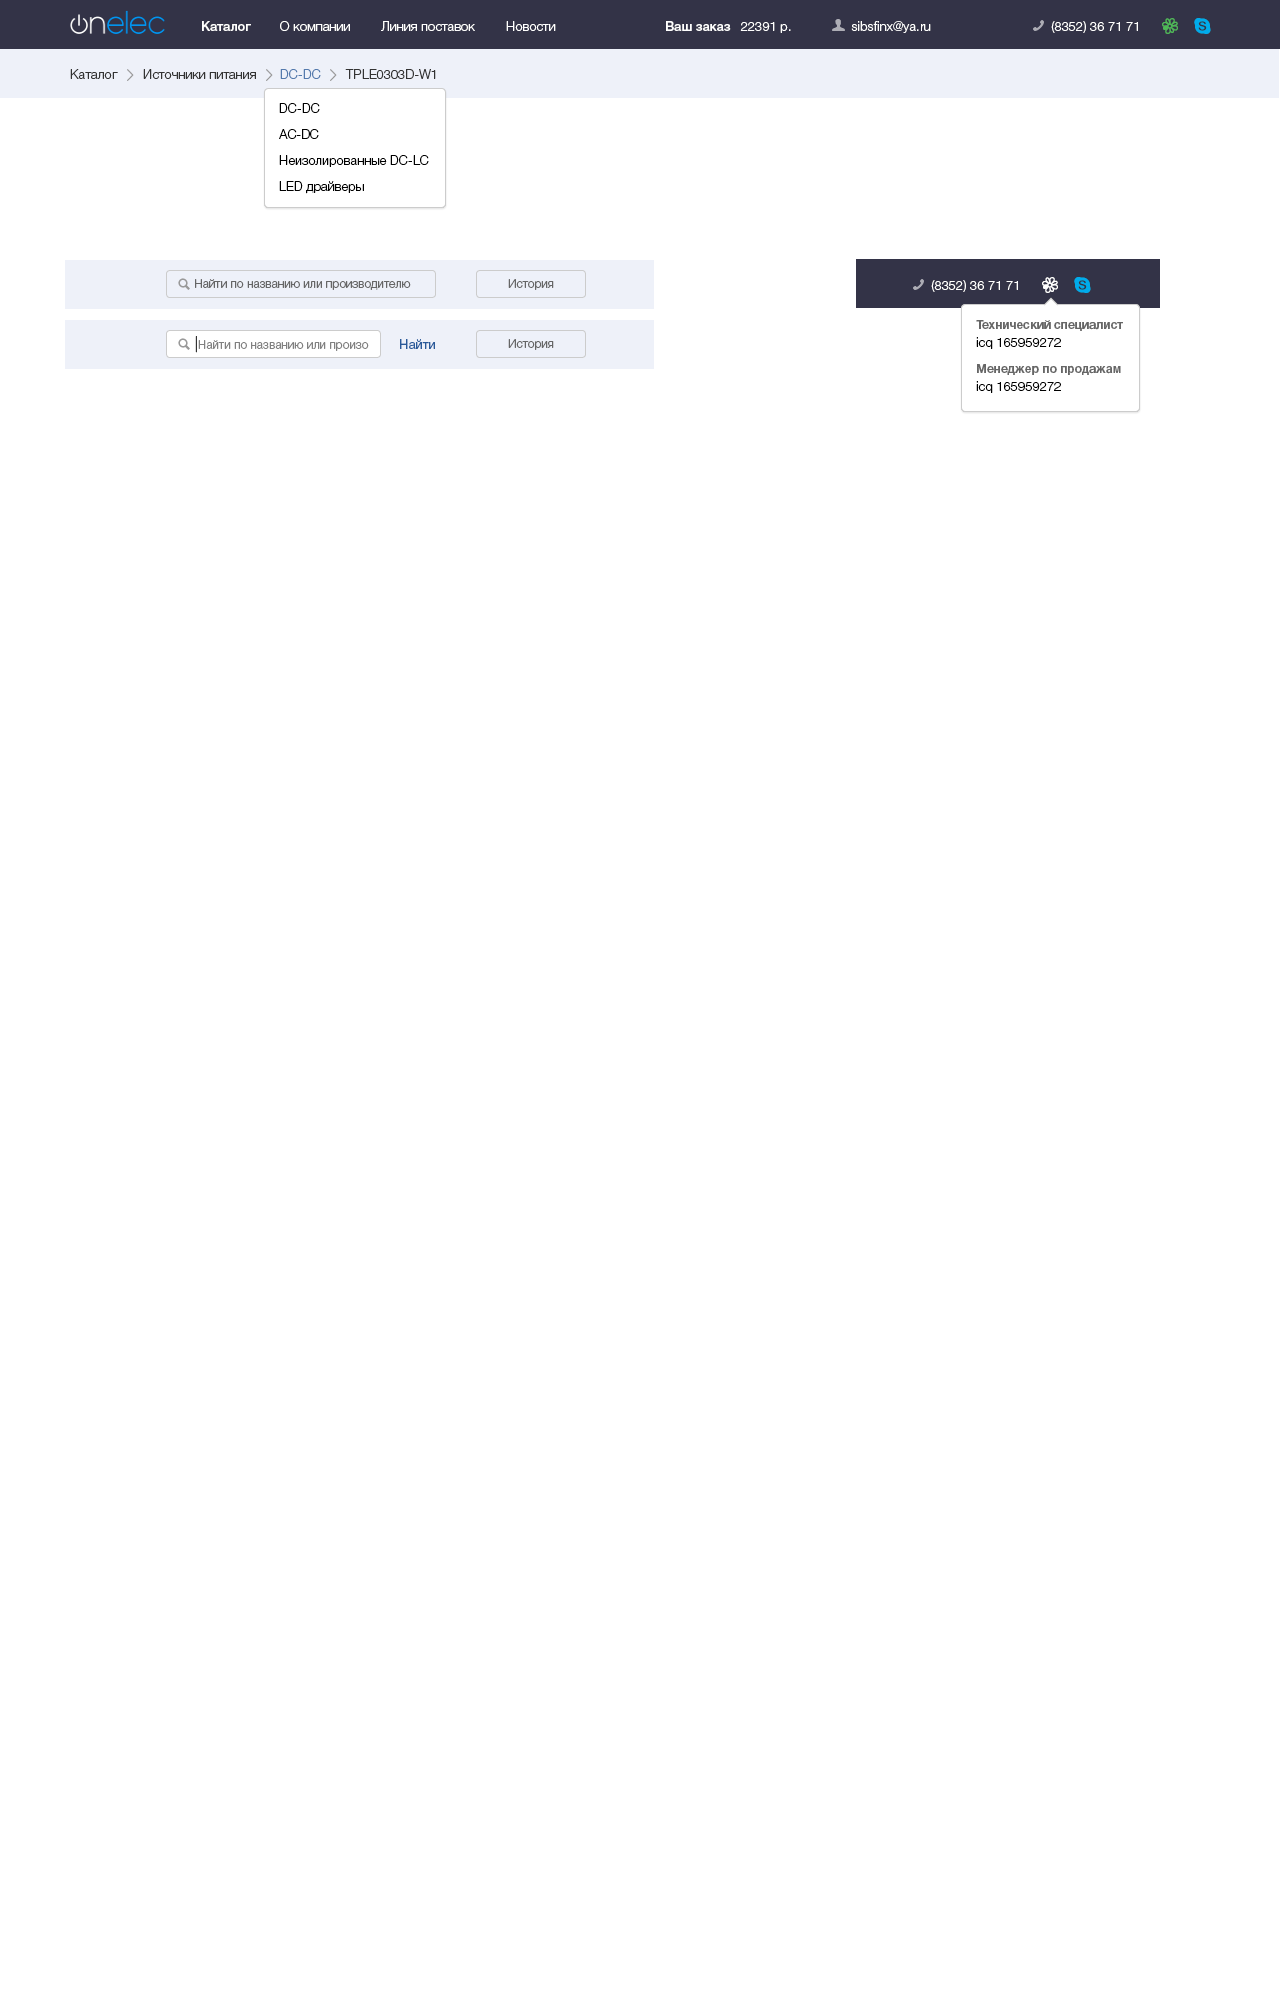 onelec Каталог О компании Линия поставок Новости Ваш заказ 22391 р. sibsfinx@ya.ru (8352) 36 71 71
Каталог Источники питания DC-DC TPLE0303D-W1
DC-DC
AC-DC
Неизолированные DC-LC
LED драйверы
Найти по названию или производителю История
Найти по названию или произо Найти История
(8352) 36 71 71
Технический специалист
icq 165959272
Менеджер по продажам
icq 165959272